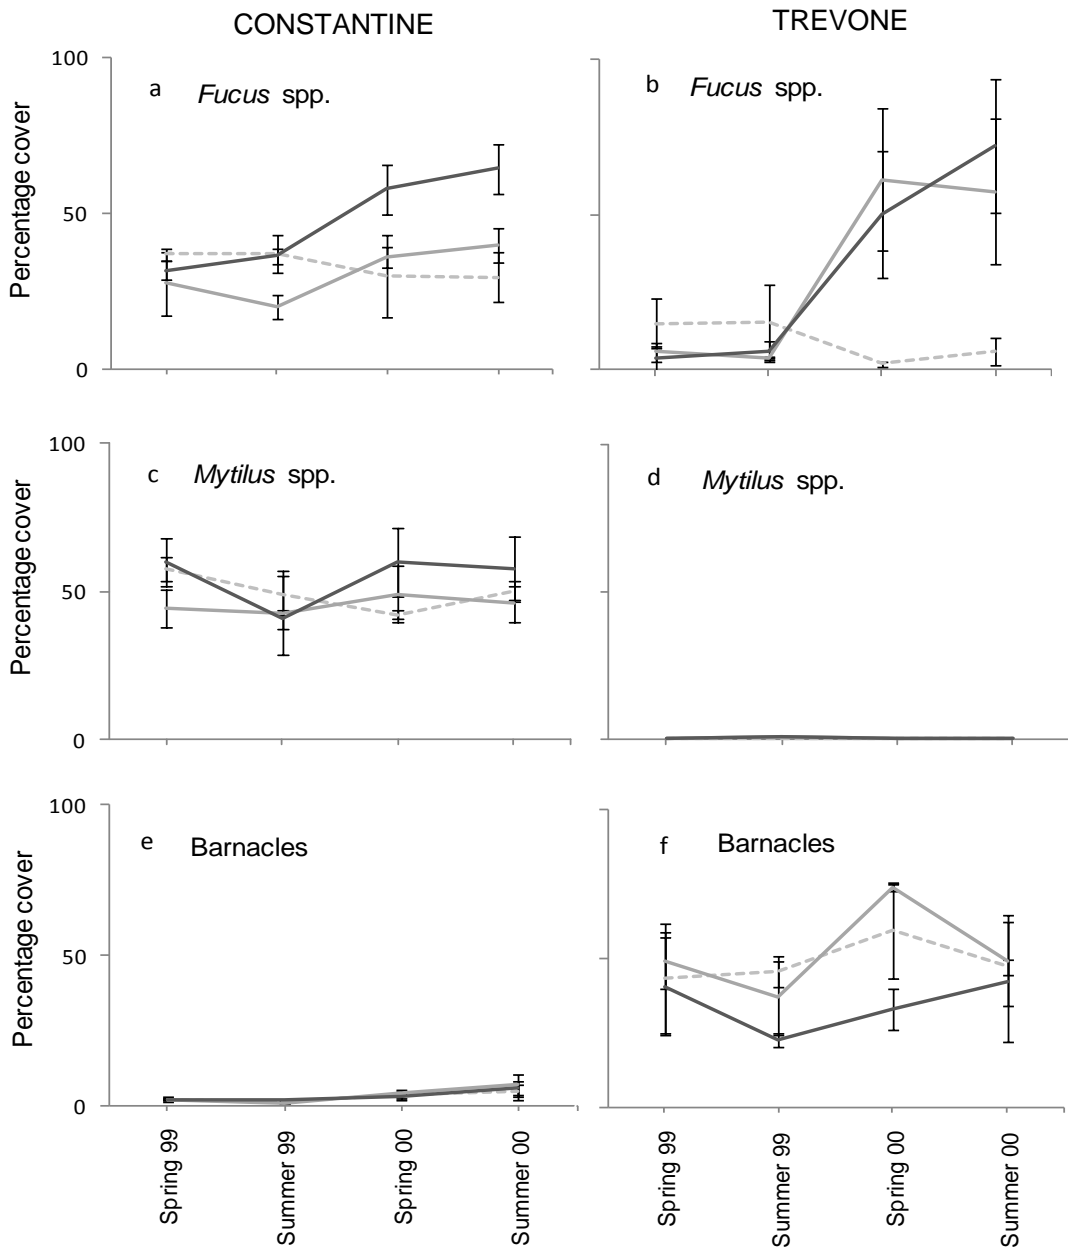 CONSTANTINE
TREVONE
Percentage cover
100
50
0
a Fucus spp.
b Fucus spp.
Percentage cover
100
50
0
c Mytilus spp.
d Mytilus spp.
Percentage cover
100
50
0
e Barnacles
f Barnacles
Spring 99
Summer 99
Spring 00
Summer 00
Spring 99
Summer 99
Spring 00
Summer 00